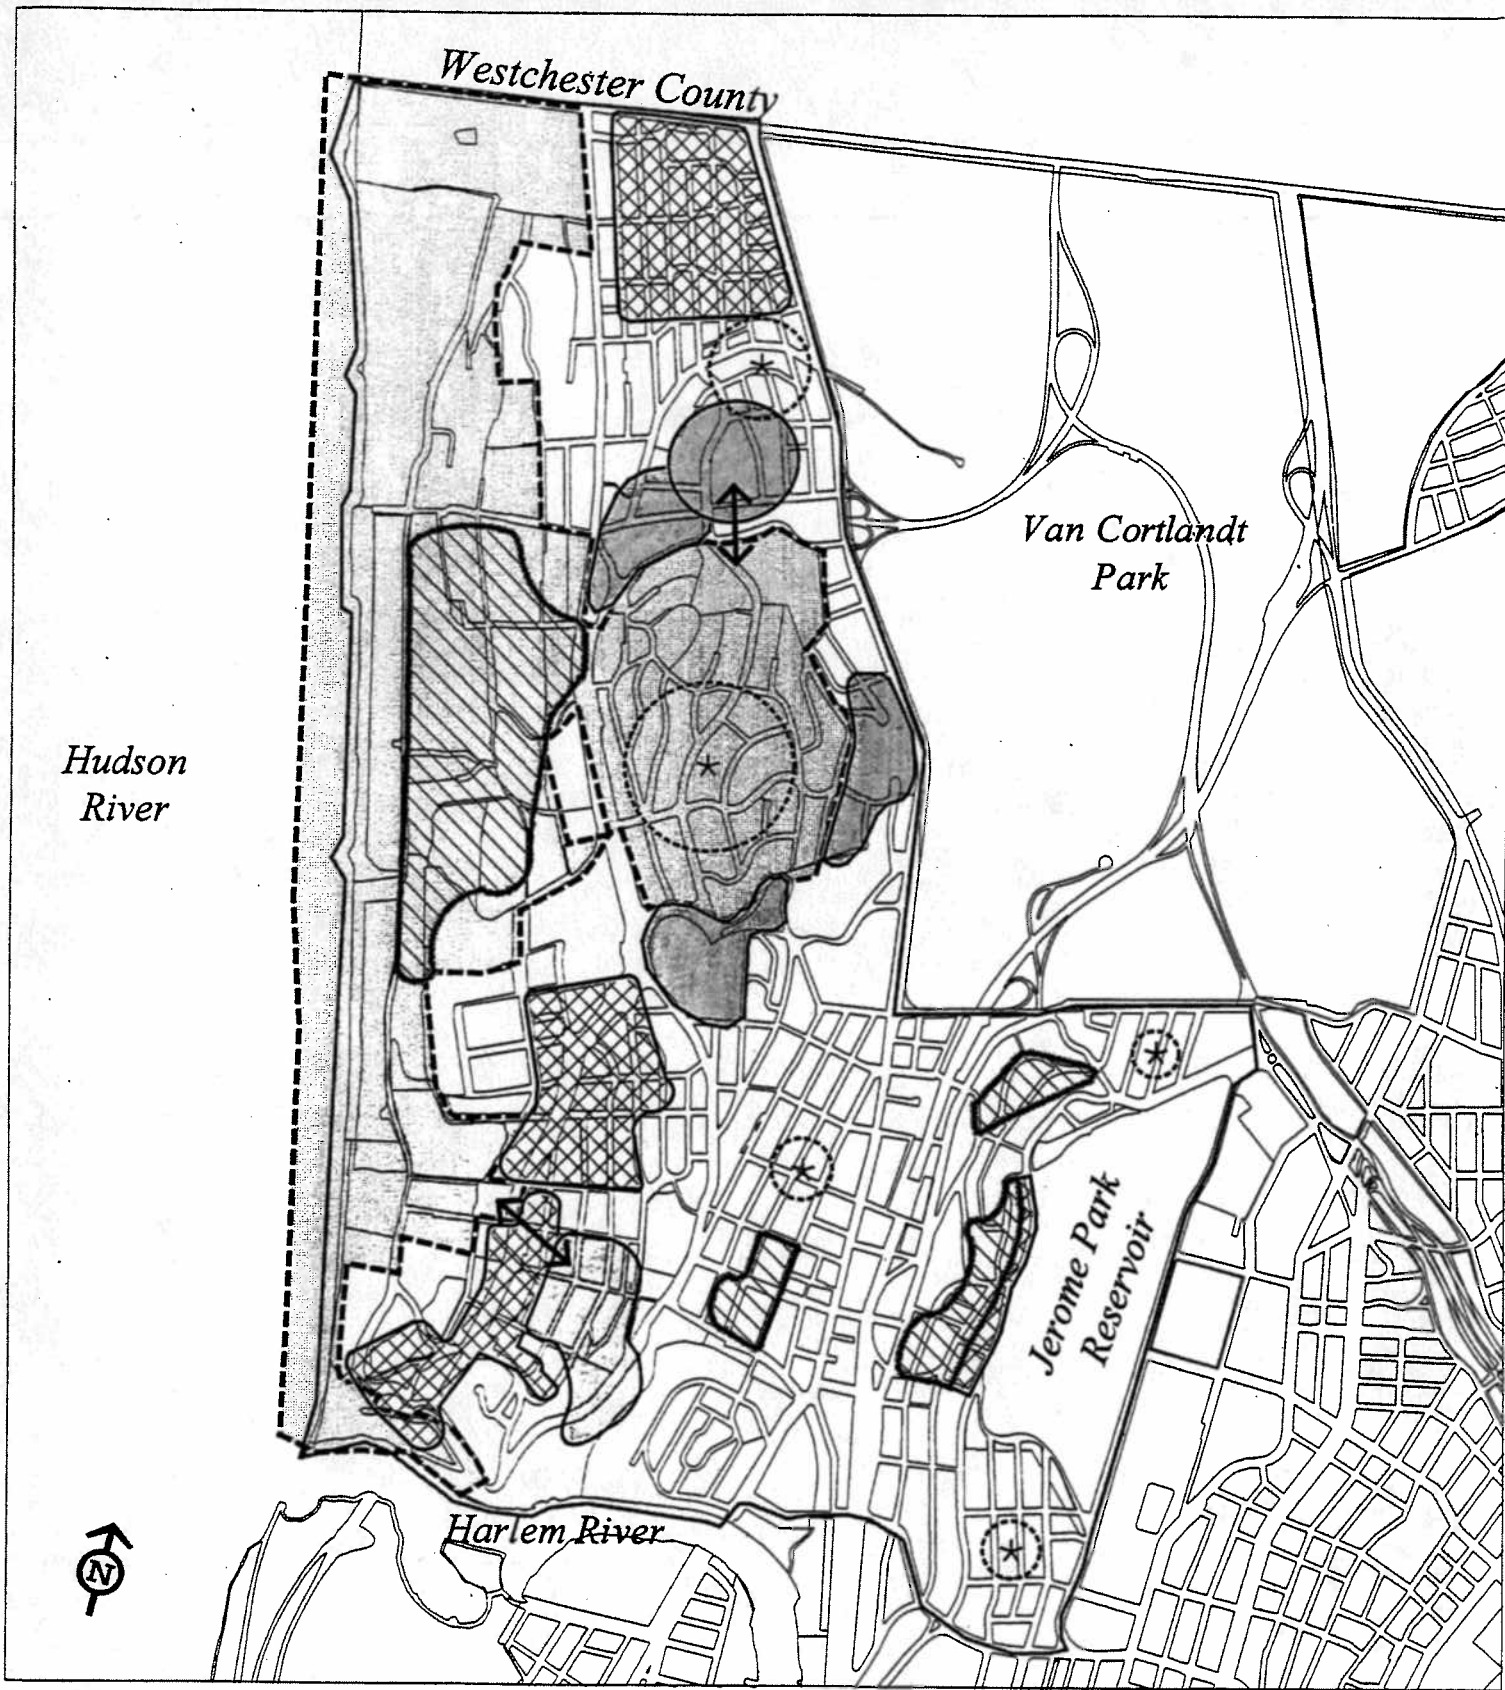 Westchester County
Van Cortlandt
Park
Hudson
River
Jerome Park
Reservoir
Harlem River
N